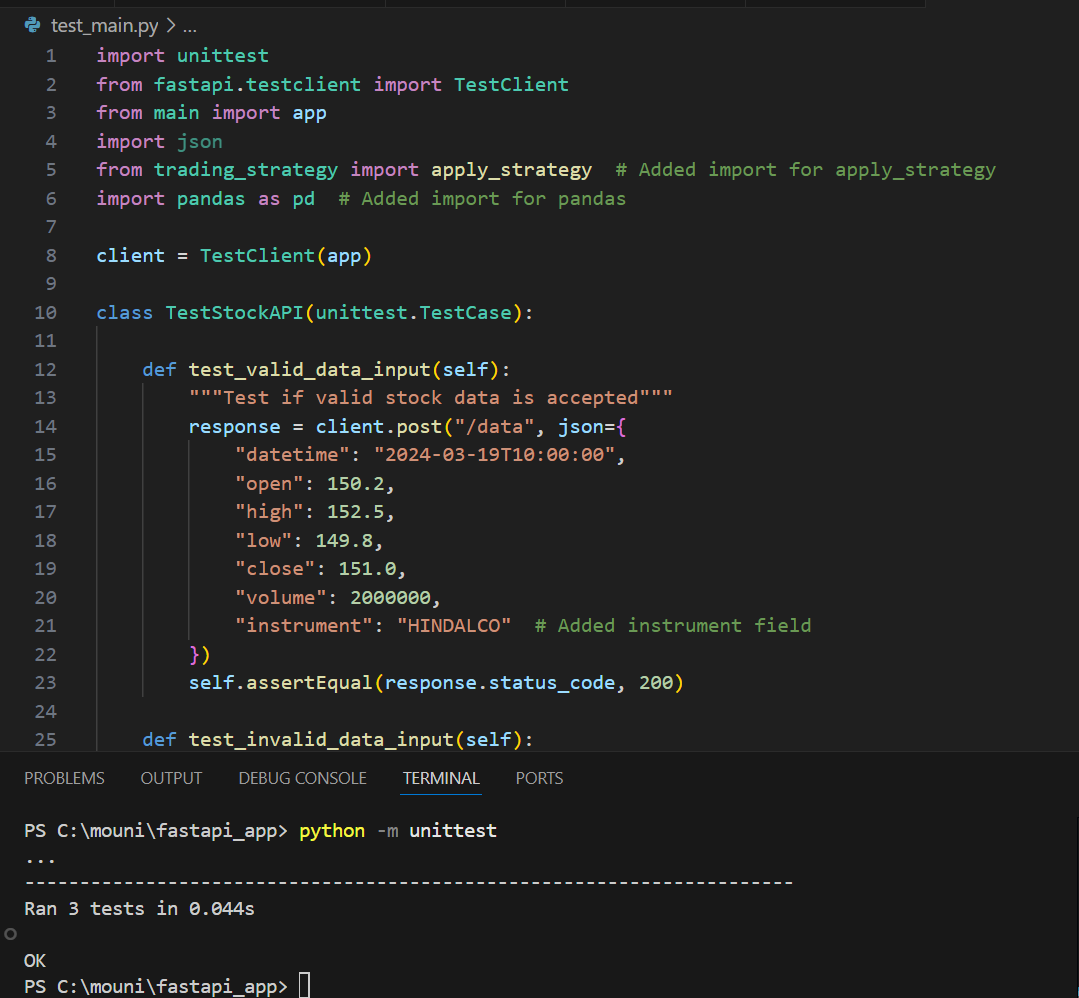 test_main.py > ...
1 import unittest
2 from fastapi.testclient import TestClient
3 from main import app
4 import json
5 from trading_strategy import apply_strategy  # Added import for apply_strategy
6 import pandas as pd  # Added import for pandas
7
8 client = TestClient(app)
9
10 class TestStockAPI(unittest.TestCase):
11
12     def test_valid_data_input(self):
13         """Test if valid stock data is accepted"""
14         response = client.post("/data", json={
15             "datetime": "2024-03-19T10:00:00",
16             "open": 150.2,
17             "high": 152.5,
18             "low": 149.8,
19             "close": 151.0,
20             "volume": 2000000,
21             "instrument": "HINDALCO"  # Added instrument field
22         })
23         self.assertEqual(response.status_code, 200)
24
25     def test_invalid_data_input(self):
PROBLEMS OUTPUT DEBUG CONSOLE TERMINAL PORTS
PS C:\mouni\fastapi_app> python -m unittest
...
----------------------------------------------------------------------
Ran 3 tests in 0.044s
OK
PS C:\mouni\fastapi_app>